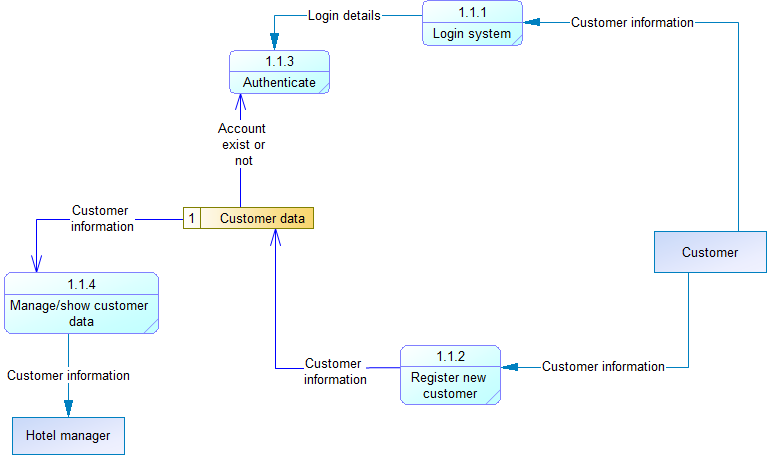 Login details
1.1.1
Login system
Customer information
1.1.3
Authenticate
Account
exist or
not
Customer
information
1
Customer data
Customer
1.1.4
Manage/show customer
data
Customer information
Hotel manager
Customer
information
1.1.2
Register new
customer
Customer information